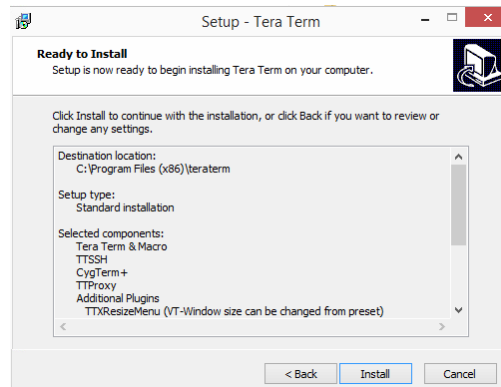 Setup - Tera Term
Ready to Install
Setup is now ready to begin installing Tera Term on your computer.
Click Install to continue with the installation, or click Back if you want to review or
change any settings.
Destination location:
C:\Program Files (x86)\teraterm
Setup type:
Standard installation
Selected components:
Tera Term & Macro
TTSSH
CygTerm+
TTProxy
Additional Plugins
TTXResizeMenu (VT-Window size can be changed from preset)
< Back Install Cancel